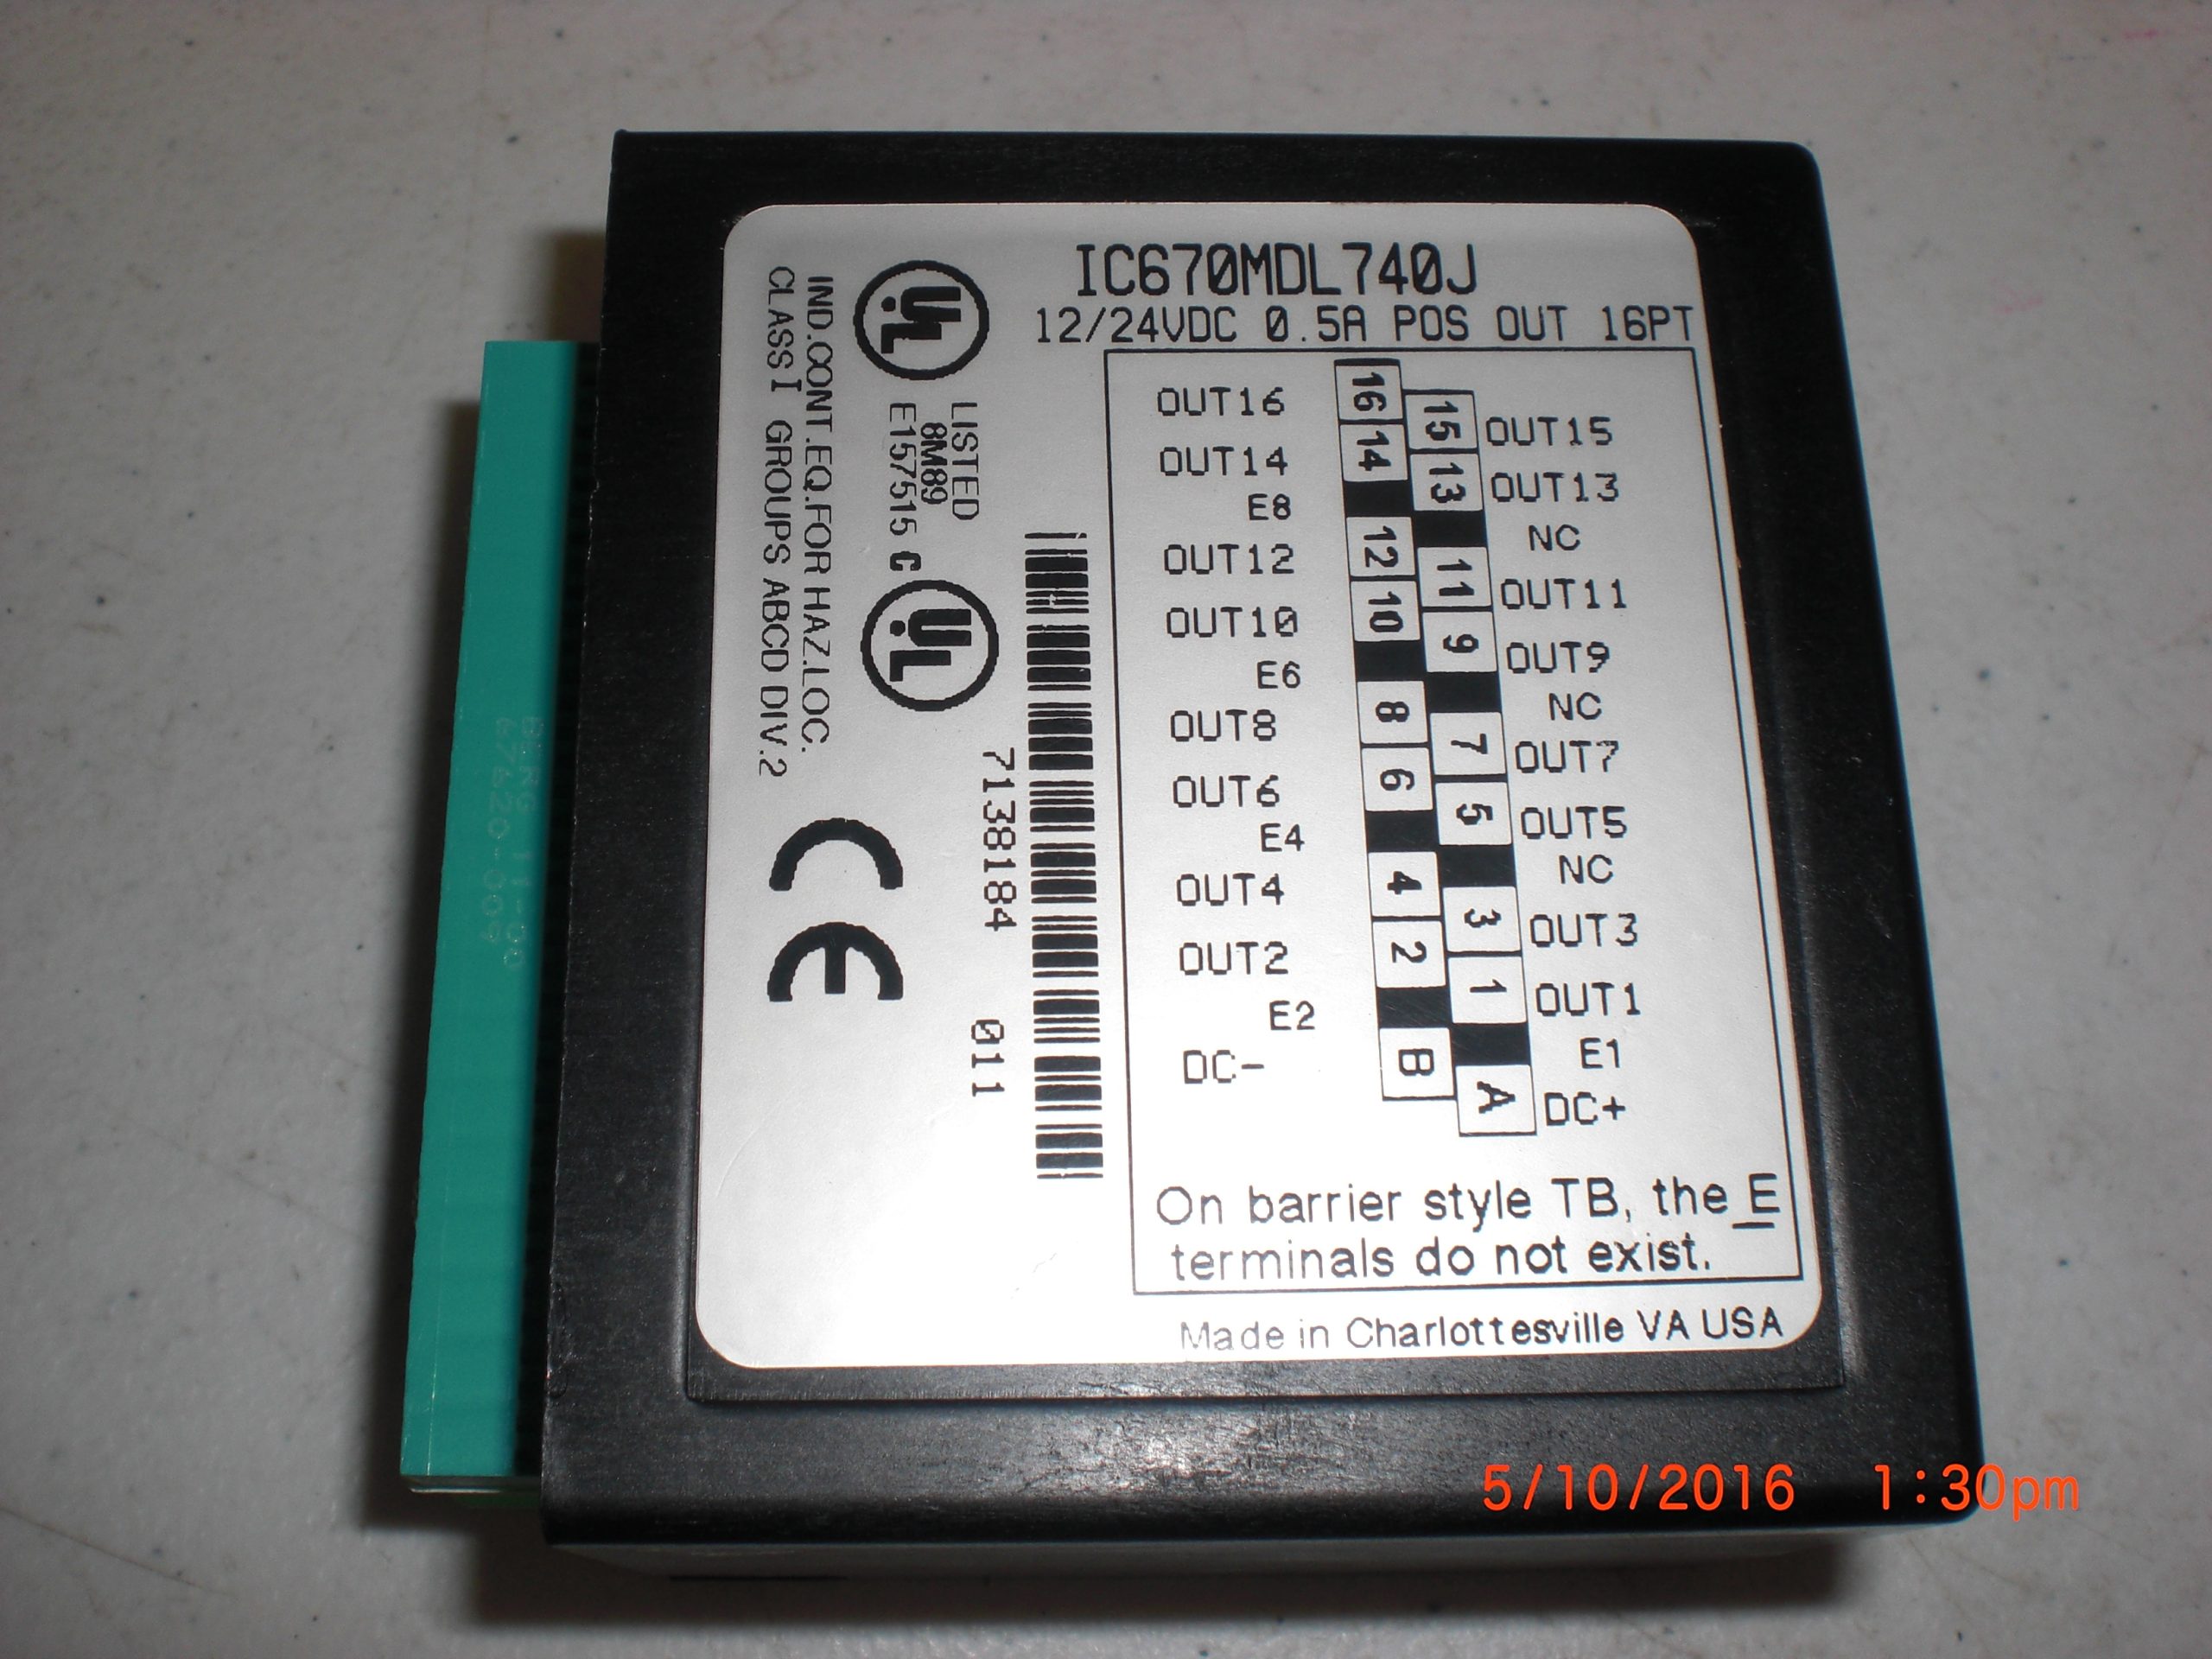 IC670MDL740J
12/24VDC 0.5A POS OUT 16PT
OUT16 16 15 OUT15
OUT14 14 13 OUT13
E8 NC
OUT12 12 11 OUT11
OUT10 10 9 OUT9
E6 NC
OUT8 8 7 OUT7
OUT6 6 5 OUT5
E4 NC
OUT4 4 3 OUT3
OUT2 2 1 OUT1
E2 E1
DC- B A DC+
On barrier style TB, the E
terminals do not exist.
Made in Charlottesville VA USA
7138184 011
UL
LISTED
8M89
E157515
C UL
IND.CONT.EQ.FOR HAZ.LOC.
CLASS I GROUPS ABCD DIV.2
CE
5/10/2016 1:30pm